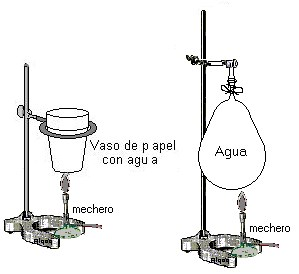 Vaso de papel
con agua
mechero
Agua
mechero